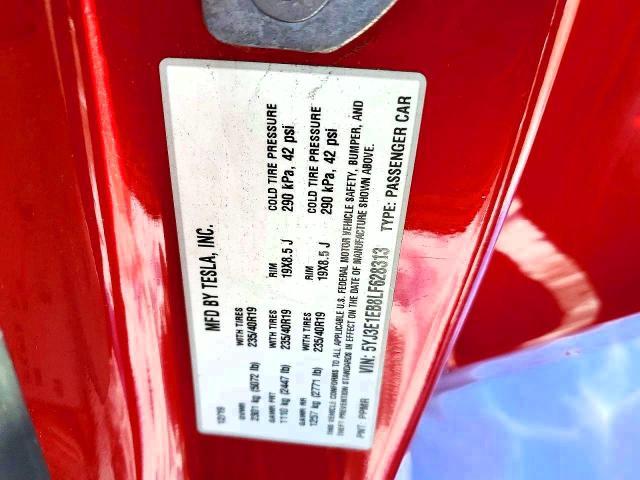 MFD BY TESLA, INC.
12/19
GVWR WITH TIRES RIM COLD TIRE PRESSURE
2301 kg (5072 lb) 235/40R19 19X8.5 J 290 kPa, 42 psi
GAWR FRT WITH TIRES
1110 kg (2447 lb) 235/40R19 RIM COLD TIRE PRESSURE
GAWR RR WITH TIRES 19X8.5 J 290 kPa, 42 psi
1257 kg (2771 lb) 235/40R19
THIS VEHICLE CONFORMS TO ALL APPLICABLE U.S. FEDERAL MOTOR VEHICLE SAFETY, BUMPER, AND
THEFT PREVENTION STANDARDS IN EFFECT ON THE DATE OF MANUFACTURE SHOWN ABOVE.
PNT: PPMR VIN: 5YJ3E1EB8LF628313 TYPE: PASSENGER CAR